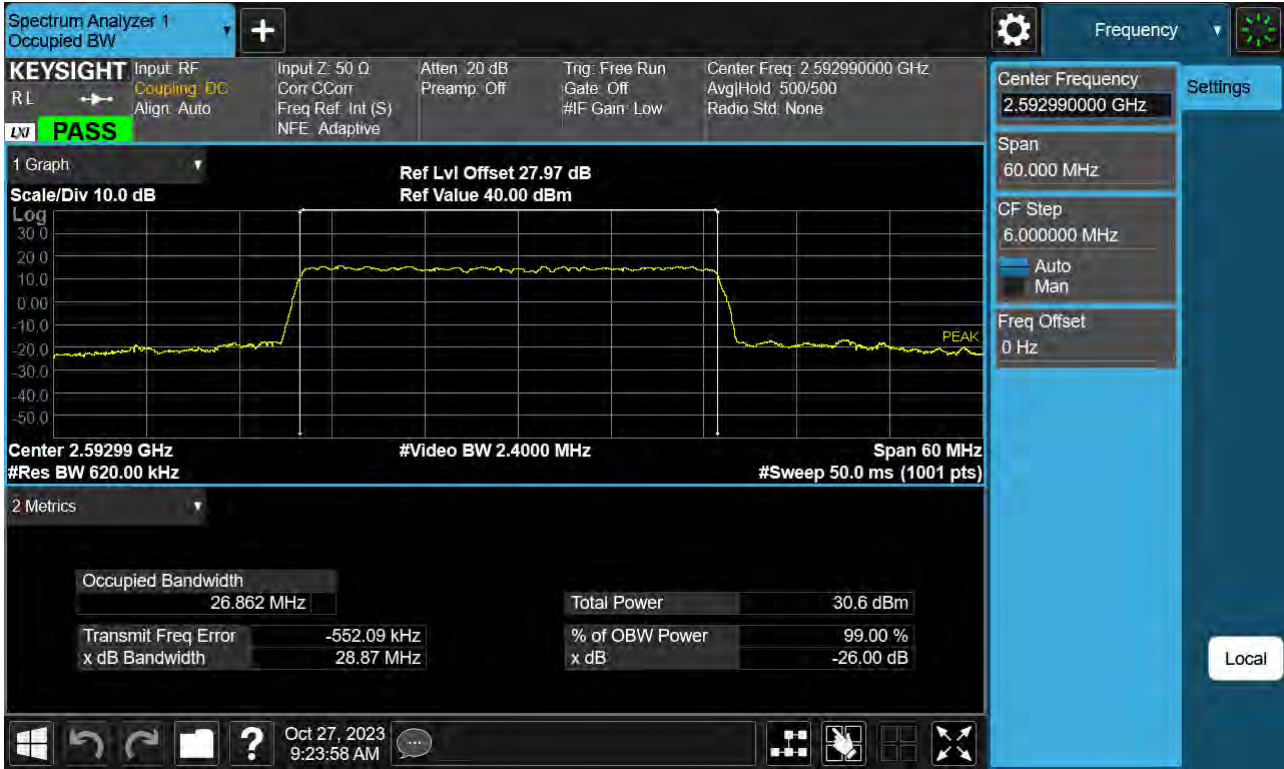 Spectrum Analyzer 1
Occupied BW
Frequency
KEYSIGHT
R L
LXI
PASS
Input: RF
Coupling: DC
Align: Auto
Input Z: 50 Ω
Corr CCorr
Freq Ref: Int (S)
NFE: Adaptive
Atten: 20 dB
Preamp: Off
Trig: Free Run
Gate: Off
#IF Gain: Low
Center Freq: 2.592990000 GHz
Avg|Hold: 500/500
Radio Std: None
Center Frequency
2.592990000 GHz
Settings
Span
60.000 MHz
CF Step
6.000000 MHz
Auto
Man
Freq Offset
0 Hz
1 Graph
Scale/Div 10.0 dB
Ref Lvl Offset 27.97 dB
Ref Value 40.00 dBm
Log
30.0
20.0
10.0
0.00
-10.0
-20.0
-30.0
-40.0
-50.0
PEAK
Center 2.59299 GHz
#Video BW 2.4000 MHz
Span 60 MHz
#Res BW 620.00 kHz
#Sweep 50.0 ms (1001 pts)
2 Metrics
Occupied Bandwidth
26.862 MHz
Total Power 30.6 dBm
Transmit Freq Error -552.09 kHz
% of OBW Power 99.00 %
x dB Bandwidth 28.87 MHz
x dB -26.00 dB
Local
?
Oct 27, 2023
9:23:58 AM